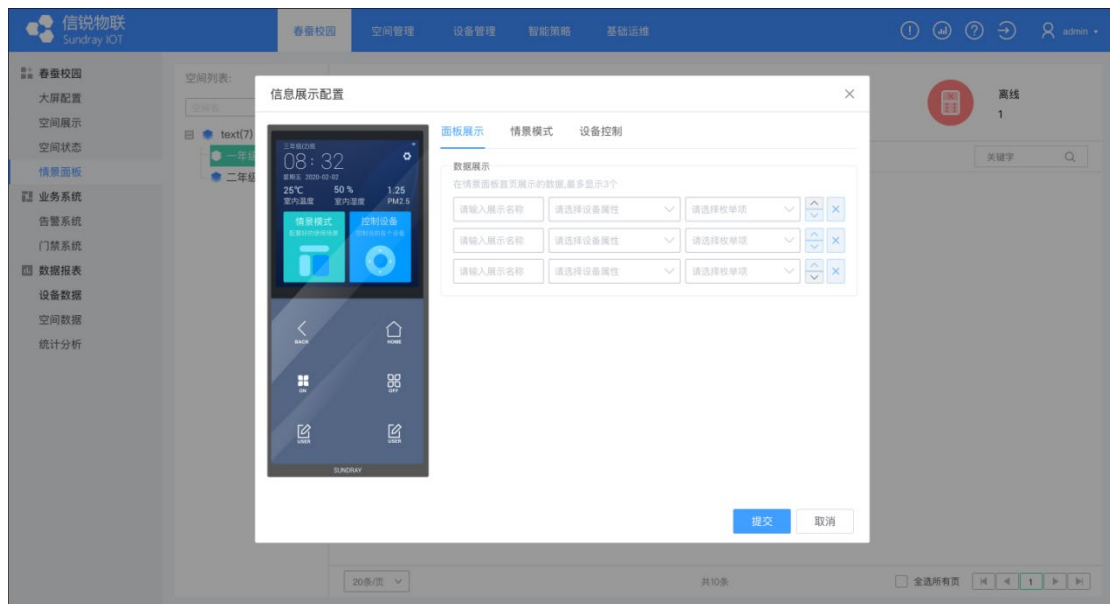 信锐物联
Sundray IOT
春蚕校园 空间管理 设备管理 智能策略 基础运维
admin
春蚕校园
大屏配置
空间展示
空间状态
情景面板
业务系统
告警系统
门禁系统
数据报表
设备数据
空间数据
统计分析
空间列表:
text(7)
一年级
二年级
离线
1
关键字
信息展示配置
三年级(2)班
08:32
星期五 2020-02-02
25℃ 50 % 1.25
室内温度 室内湿度 PM2.5
情景模式 控制设备
BACK HOME
ON OFF
USER USER
SUNDRAY
面板展示 情景模式 设备控制
数据展示
在情景面板首页展示的数据,最多显示3个
请输入展示名称 请选择设备属性 请选择枚举项
请输入展示名称 请选择设备属性 请选择枚举项
请输入展示名称 请选择设备属性 请选择枚举项
提交 取消
20条/页 共10条 全选所有页 1